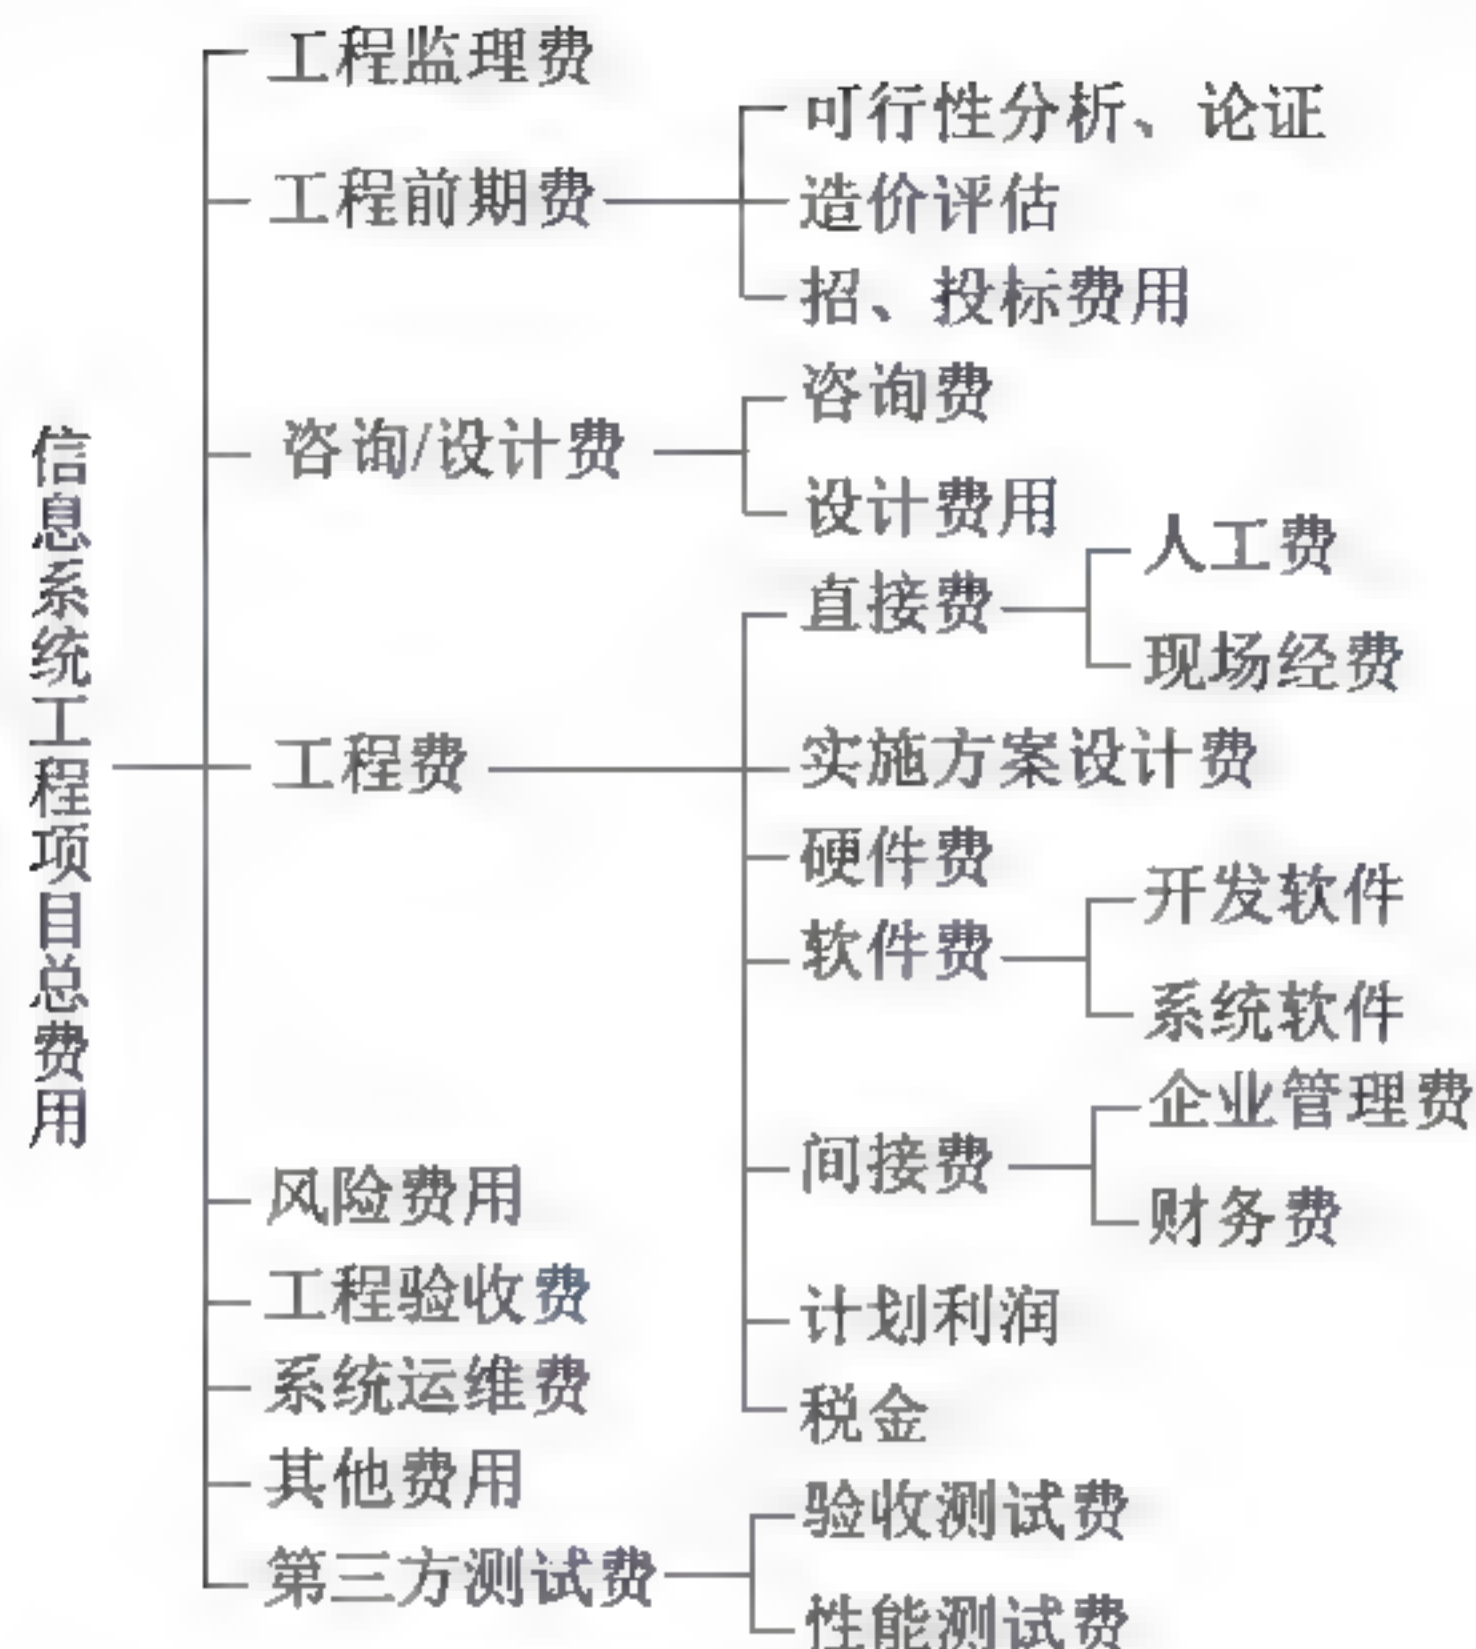 信息系统工程项目总费用
工程监理费
工程前期费
可行性分析、论证
造价评估
招、投标费用
咨询/设计费
咨询费
设计费用
工程费
直接费
人工费
现场经费
实施方案设计费
硬件费
软件费
开发软件
系统软件
间接费
企业管理费
财务费
计划利润
税金
风险费用
工程验收费
系统运维费
其他费用
第三方测试费
验收测试费
性能测试费